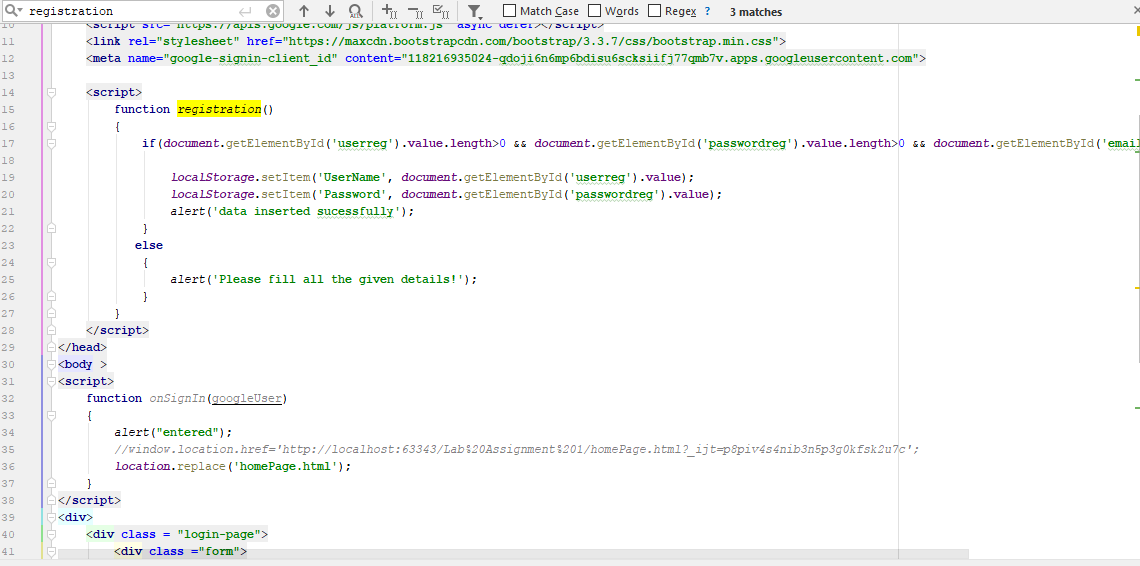 registration
Match Case
Words
Regex
?
3 matches
10 <script src="https://apis.google.com/js/platform.js" async defer></script>
11 <link rel="stylesheet" href="https://maxcdn.bootstrapcdn.com/bootstrap/3.3.7/css/bootstrap.min.css">
12 <meta name="google-signin-client_id" content="118216935024-qdoji6n6mp6bdisu6scksiifj77qmb7v.apps.googleusercontent.com">
13
14 <script>
15 function registration()
16 {
17 if(document.getElementById('userreg').value.length>0 && document.getElementById('passwordreg').value.length>0 && document.getElementById('email
18
19 localStorage.setItem('UserName', document.getElementById('userreg').value);
20 localStorage.setItem('Password', document.getElementById('passwordreg').value);
21 alert('data inserted sucessfully');
22 }
23 else
24 {
25 alert('Please fill all the given details!');
26 }
27 }
28 </script>
29 </head>
30 <body >
31 <script>
32 function onSignIn(googleUser)
33 {
34 alert("entered");
35 //window.location.href='http://localhost:63343/Lab%20Assignment%201/homePage.html?_ijt=p8piv4s4nib3n5p3g0kfsk2u7c';
36 location.replace('homePage.html');
37 }
38 </script>
39 <div>
40 <div class = "login-page">
41 <div class ="form">